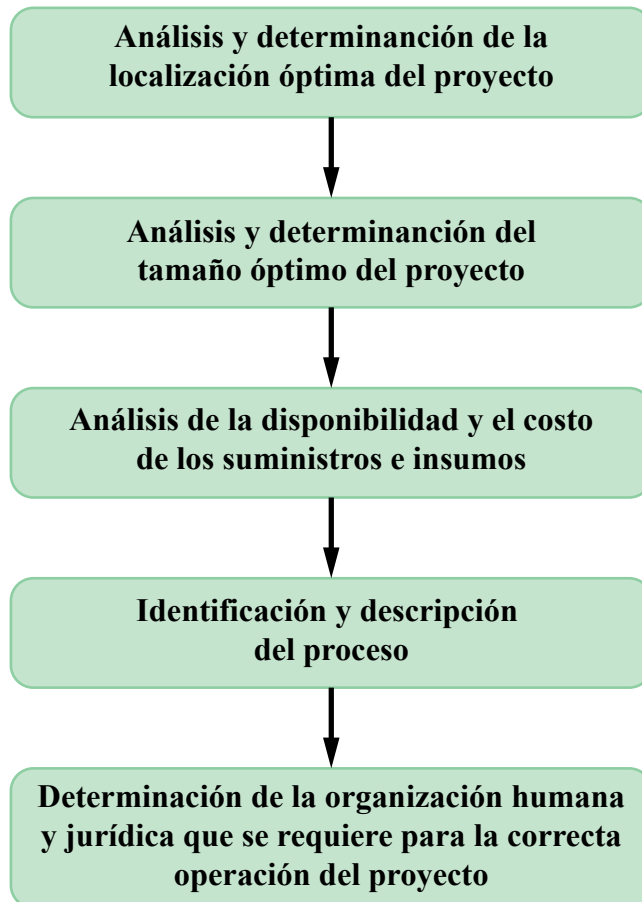 Análisis y determinanción de la
localización óptima del proyecto
Análisis y determinanción del
tamaño óptimo del proyecto
Análisis de la disponibilidad y el costo
de los suministros e insumos
Identificación y descripción
del proceso
Determinación de la organización humana
y jurídica que se requiere para la correcta
operación del proyecto